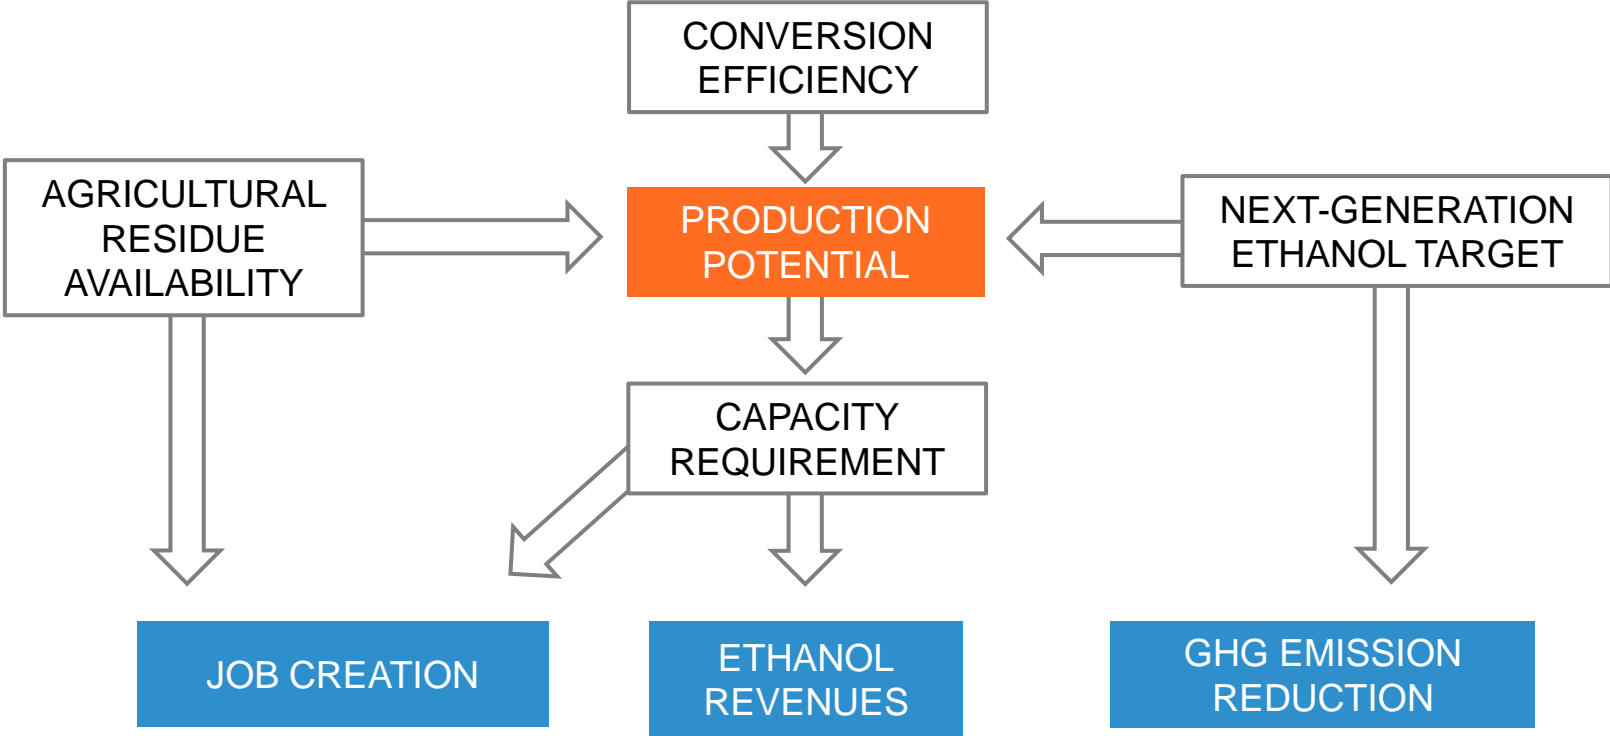 CONVERSION
EFFICIENCY
AGRICULTURAL
RESIDUE
AVAILABILITY
PRODUCTION
POTENTIAL
NEXT-GENERATION
ETHANOL TARGET
CAPACITY
REQUIREMENT
JOB CREATION
ETHANOL
REVENUES
GHG EMISSION
REDUCTION